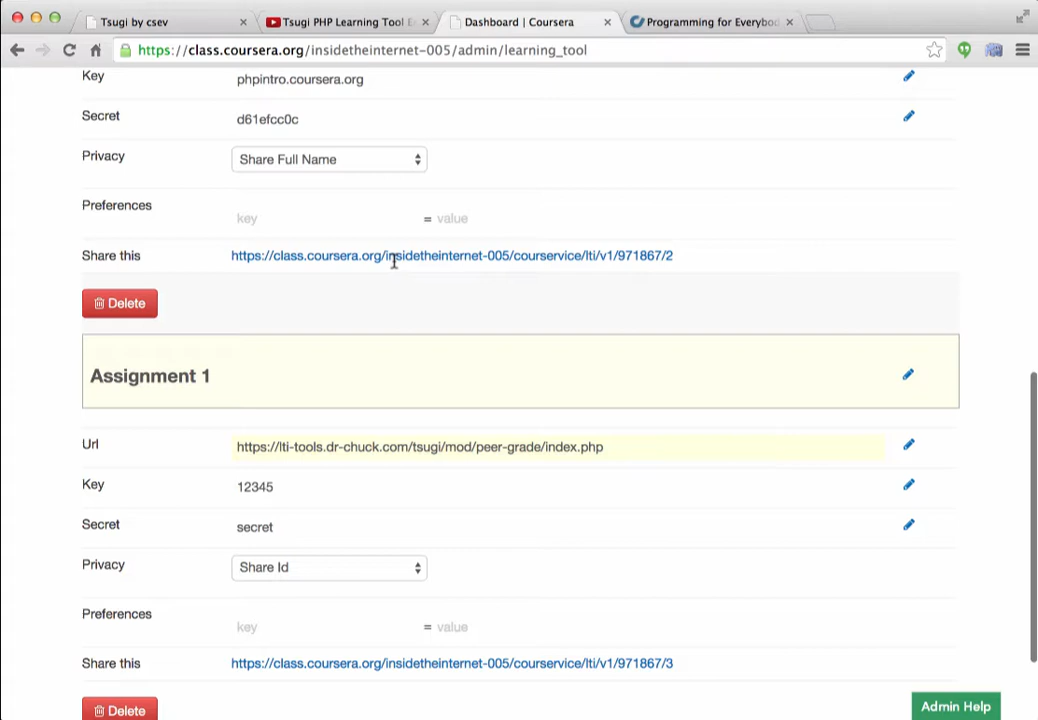 Tsugi by csev
Tsugi PHP Learning Tool E
Dashboard | Coursera
Programming for Everybod
https://class.coursera.org/insidetheinternet-005/admin/learning_tool
Key phpintro.coursera.org
Secret d61efcc0c
Privacy Share Full Name
Preferences key = value
Share this https://class.coursera.org/insidetheinternet-005/courservice/lti/v1/971867/2
Delete
Assignment 1
Url https://lti-tools.dr-chuck.com/tsugi/mod/peer-grade/index.php
Key 12345
Secret secret
Privacy Share Id
Preferences key = value
Share this https://class.coursera.org/insidetheinternet-005/courservice/lti/v1/971867/3
Delete
Admin Help